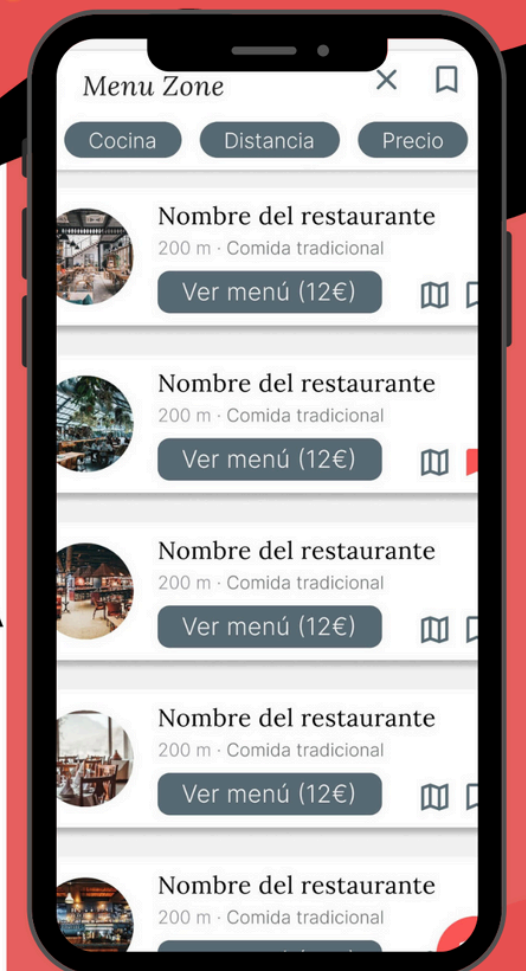 Menu Zone
Cocina Distancia Precio
Nombre del restaurante
200 m · Comida tradicional
Ver menú (12€)
Nombre del restaurante
200 m · Comida tradicional
Ver menú (12€)
Nombre del restaurante
200 m · Comida tradicional
Ver menú (12€)
Nombre del restaurante
200 m · Comida tradicional
Ver menú (12€)
Nombre del restaurante
200 m · Comida tradicional